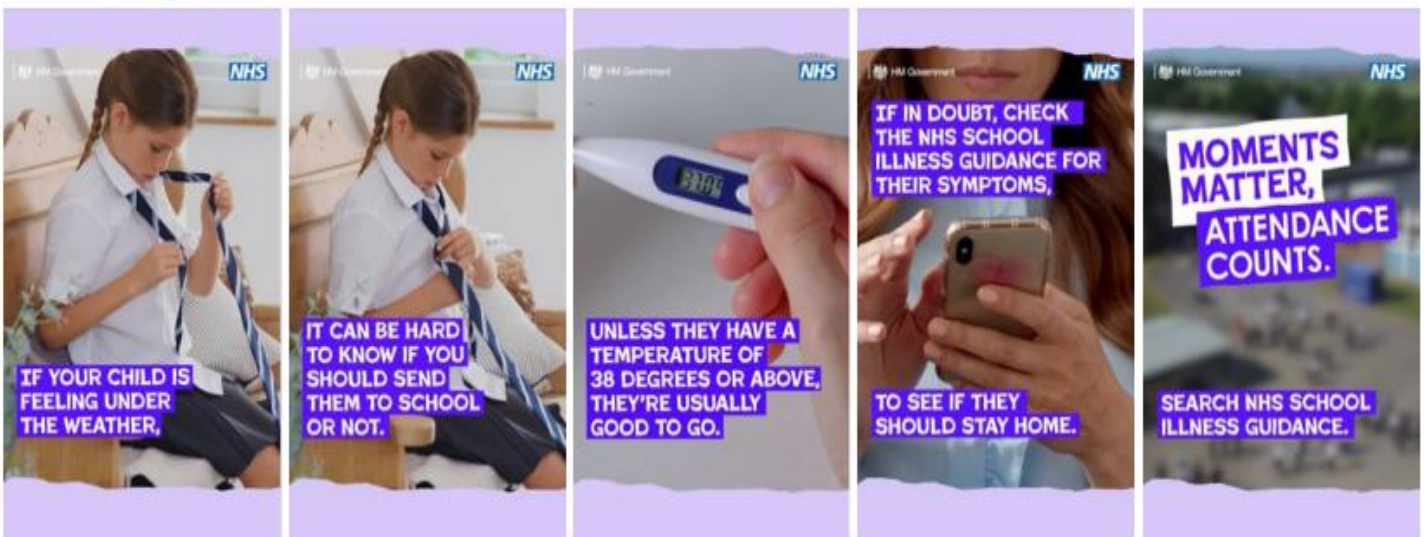 HM Government
NHS
IF YOUR CHILD IS
FEELING UNDER
THE WEATHER,
HM Government
NHS
IT CAN BE HARD
TO KNOW IF YOU
SHOULD SEND
THEM TO SCHOOL
OR NOT.
HM Government
NHS
UNLESS THEY HAVE A
TEMPERATURE OF
38 DEGREES OR ABOVE,
THEY'RE USUALLY
GOOD TO GO.
HM Government
NHS
IF IN DOUBT, CHECK
THE NHS SCHOOL
ILLNESS GUIDANCE FOR
THEIR SYMPTOMS,
TO SEE IF THEY
SHOULD STAY HOME.
HM Government
NHS
MOMENTS
MATTER,
ATTENDANCE
COUNTS.
SEARCH NHS SCHOOL
ILLNESS GUIDANCE.